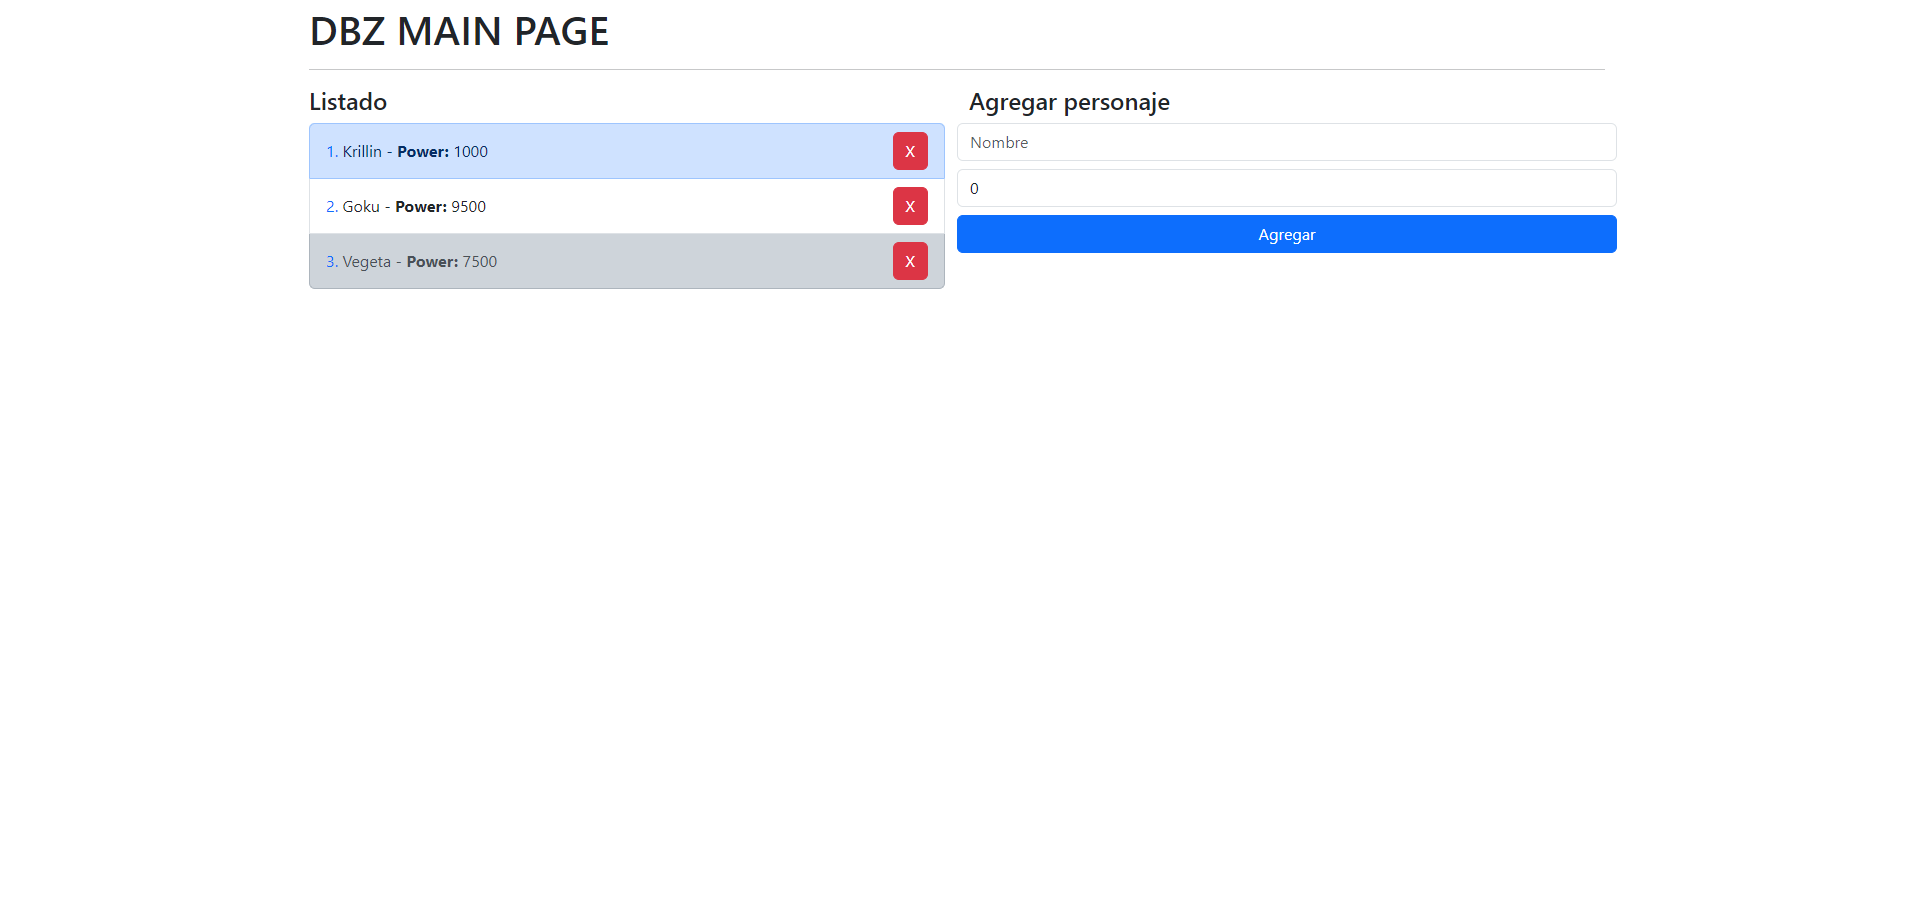 DBZ MAIN PAGE
Listado
1. Krillin - Power: 1000
X
2. Goku - Power: 9500
X
3. Vegeta - Power: 7500
X
Agregar personaje
Nombre
0
Agregar